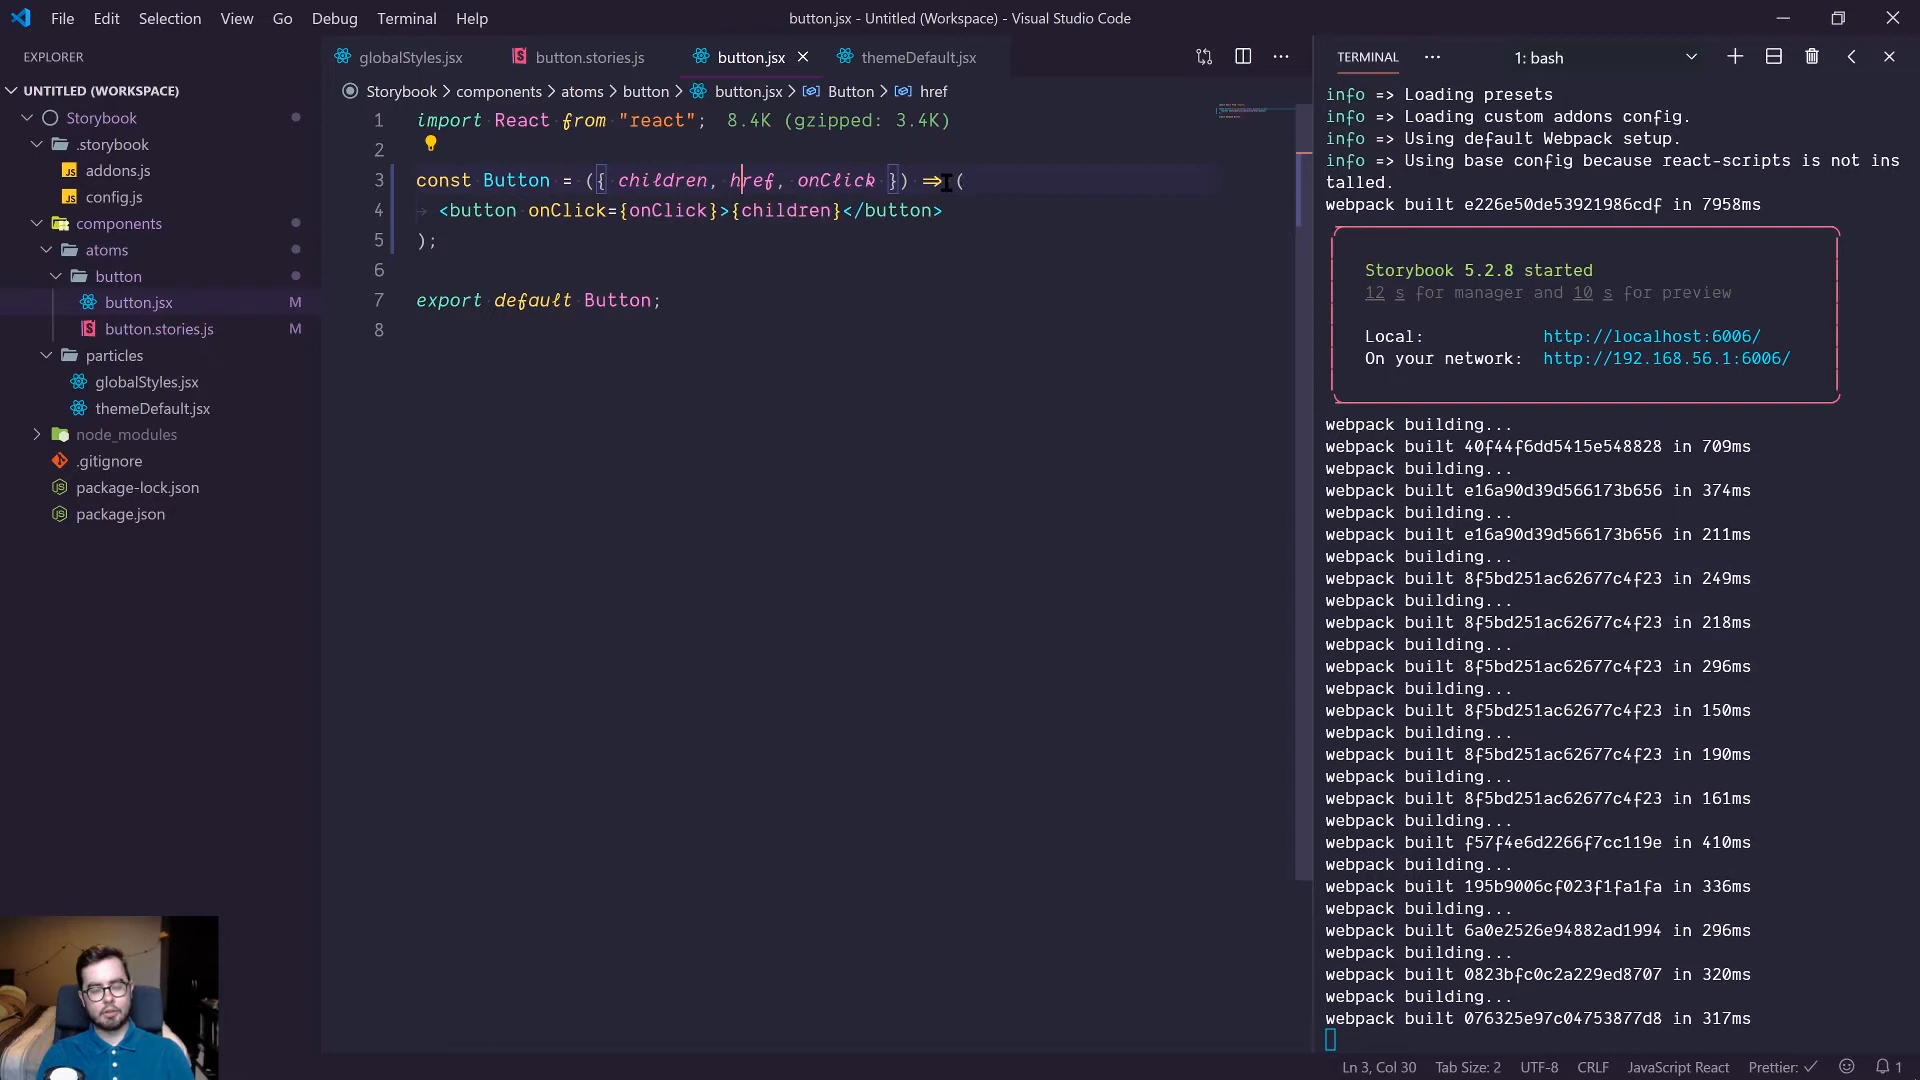 File Edit Selection View Go Debug Terminal Help
button.jsx - Untitled (Workspace) - Visual Studio Code
EXPLORER
UNTITLED (WORKSPACE)
Storybook
.storybook
addons.js
config.js
components
atoms
button
button.jsx M
button.stories.js M
particles
globalStyles.jsx
themeDefault.jsx
node_modules
.gitignore
package-lock.json
package.json
globalStyles.jsx button.stories.js button.jsx themeDefault.jsx
Storybook > components > atoms > button > button.jsx > Button > href
1 import React from "react"; 8.4K (gzipped: 3.4K)
2
3 const Button = ({ children, href, onClick }) => (
4 <button onClick={onClick}>{children}</button>
5 );
6
7 export default Button;
8
TERMINAL 1: bash
info => Loading presets
info => Loading custom addons config.
info => Using default Webpack setup.
info => Using base config because react-scripts is not ins
talled.
webpack built e226e50de53921986cdf in 7958ms
Storybook 5.2.8 started
12 s for manager and 10 s for preview
Local: http://localhost:6006/
On your network: http://192.168.56.1:6006/
webpack building...
webpack built 40f44f6dd5415e548828 in 709ms
webpack building...
webpack built e16a90d39d566173b656 in 374ms
webpack building...
webpack built e16a90d39d566173b656 in 211ms
webpack building...
webpack built 8f5bd251ac62677c4f23 in 249ms
webpack building...
webpack built 8f5bd251ac62677c4f23 in 218ms
webpack building...
webpack built 8f5bd251ac62677c4f23 in 296ms
webpack building...
webpack built 8f5bd251ac62677c4f23 in 150ms
webpack building...
webpack built 8f5bd251ac62677c4f23 in 190ms
webpack building...
webpack built 8f5bd251ac62677c4f23 in 161ms
webpack building...
webpack built f57f4e6d2266f7cc119e in 410ms
webpack building...
webpack built 195b9006cf023f1fa1fa in 336ms
webpack building...
webpack built 6a0e2526e94882ad1994 in 296ms
webpack building...
webpack built 0823bfc0c2a229ed8707 in 320ms
webpack building...
webpack built 076325e97c04753877d8 in 317ms
Ln 3, Col 30 Tab Size: 2 UTF-8 CRLF JavaScript React Prettier: ✓ 1